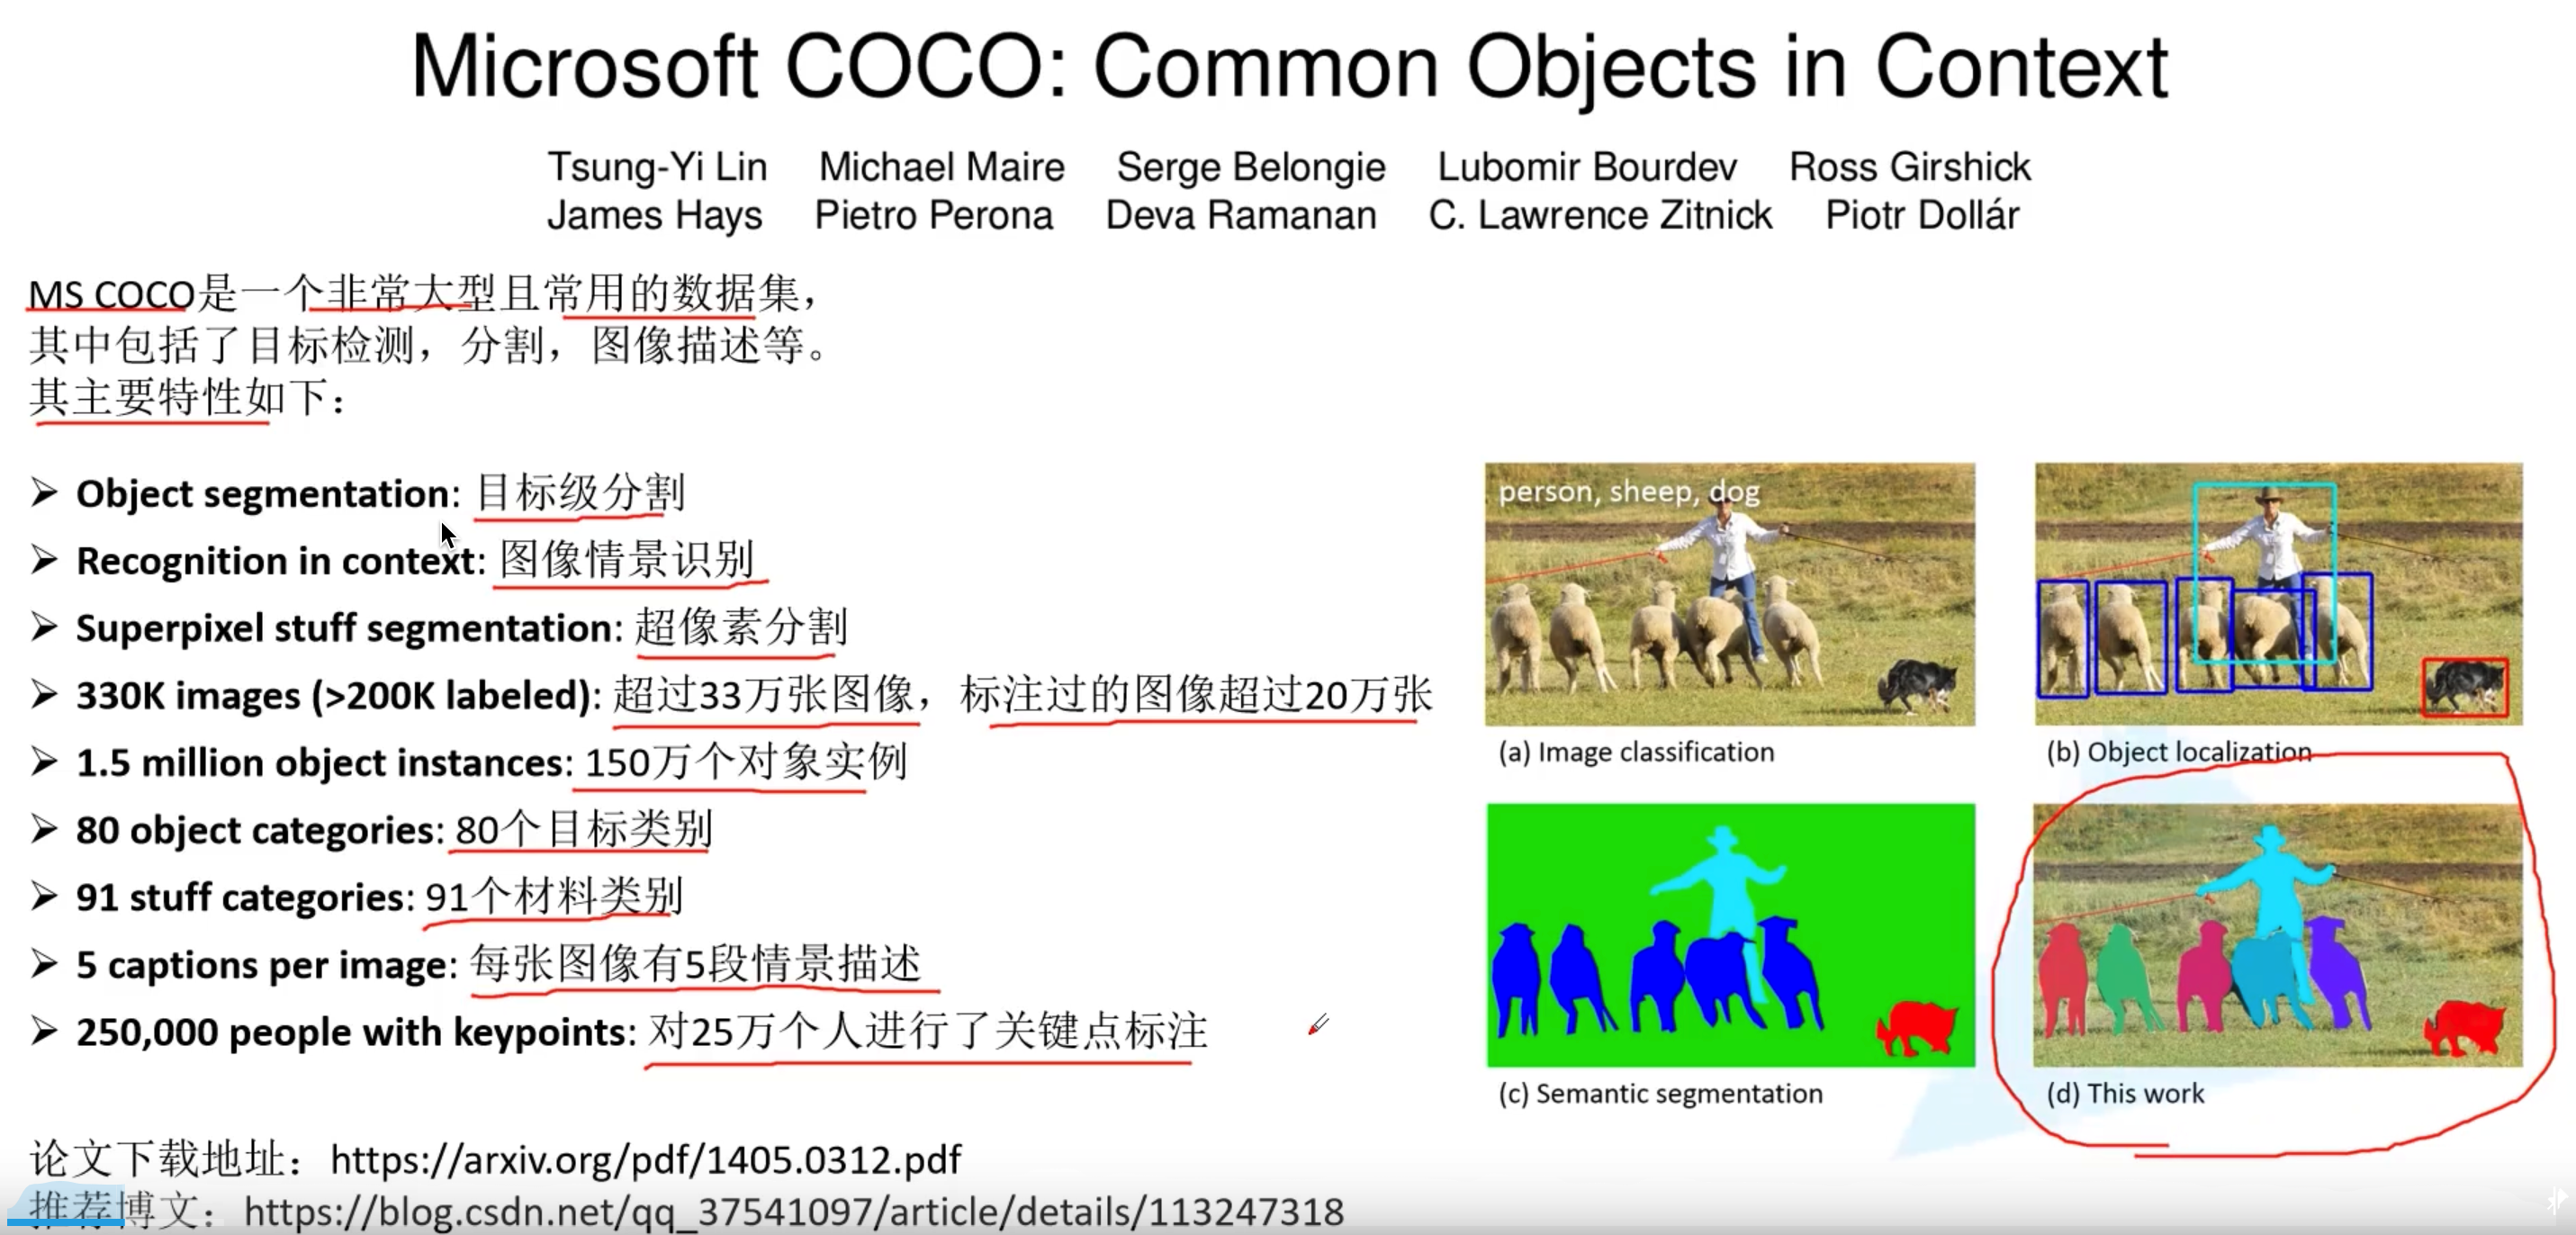 Microsoft COCO: Common Objects in Context
Tsung-Yi Lin Michael Maire Serge Belongie Lubomir Bourdev Ross Girshick
James Hays Pietro Perona Deva Ramanan C. Lawrence Zitnick Piotr Dollár
MS COCO是一个非常大型且常用的数据集，
其中包括了目标检测，分割，图像描述等。
其主要特性如下：
➢ Object segmentation: 目标级分割
➢ Recognition in context: 图像情景识别
➢ Superpixel stuff segmentation: 超像素分割
➢ 330K images (>200K labeled): 超过33万张图像，标注过的图像超过20万张
➢ 1.5 million object instances: 150万个对象实例
➢ 80 object categories: 80个目标类别
➢ 91 stuff categories: 91个材料类别
➢ 5 captions per image: 每张图像有5段情景描述
➢ 250,000 people with keypoints: 对25万个人进行了关键点标注
person, sheep, dog
(a) Image classification
(b) Object localization
(c) Semantic segmentation
(d) This work
论文下载地址：https://arxiv.org/pdf/1405.0312.pdf
推荐博文：https://blog.csdn.net/qq_37541097/article/details/113247318